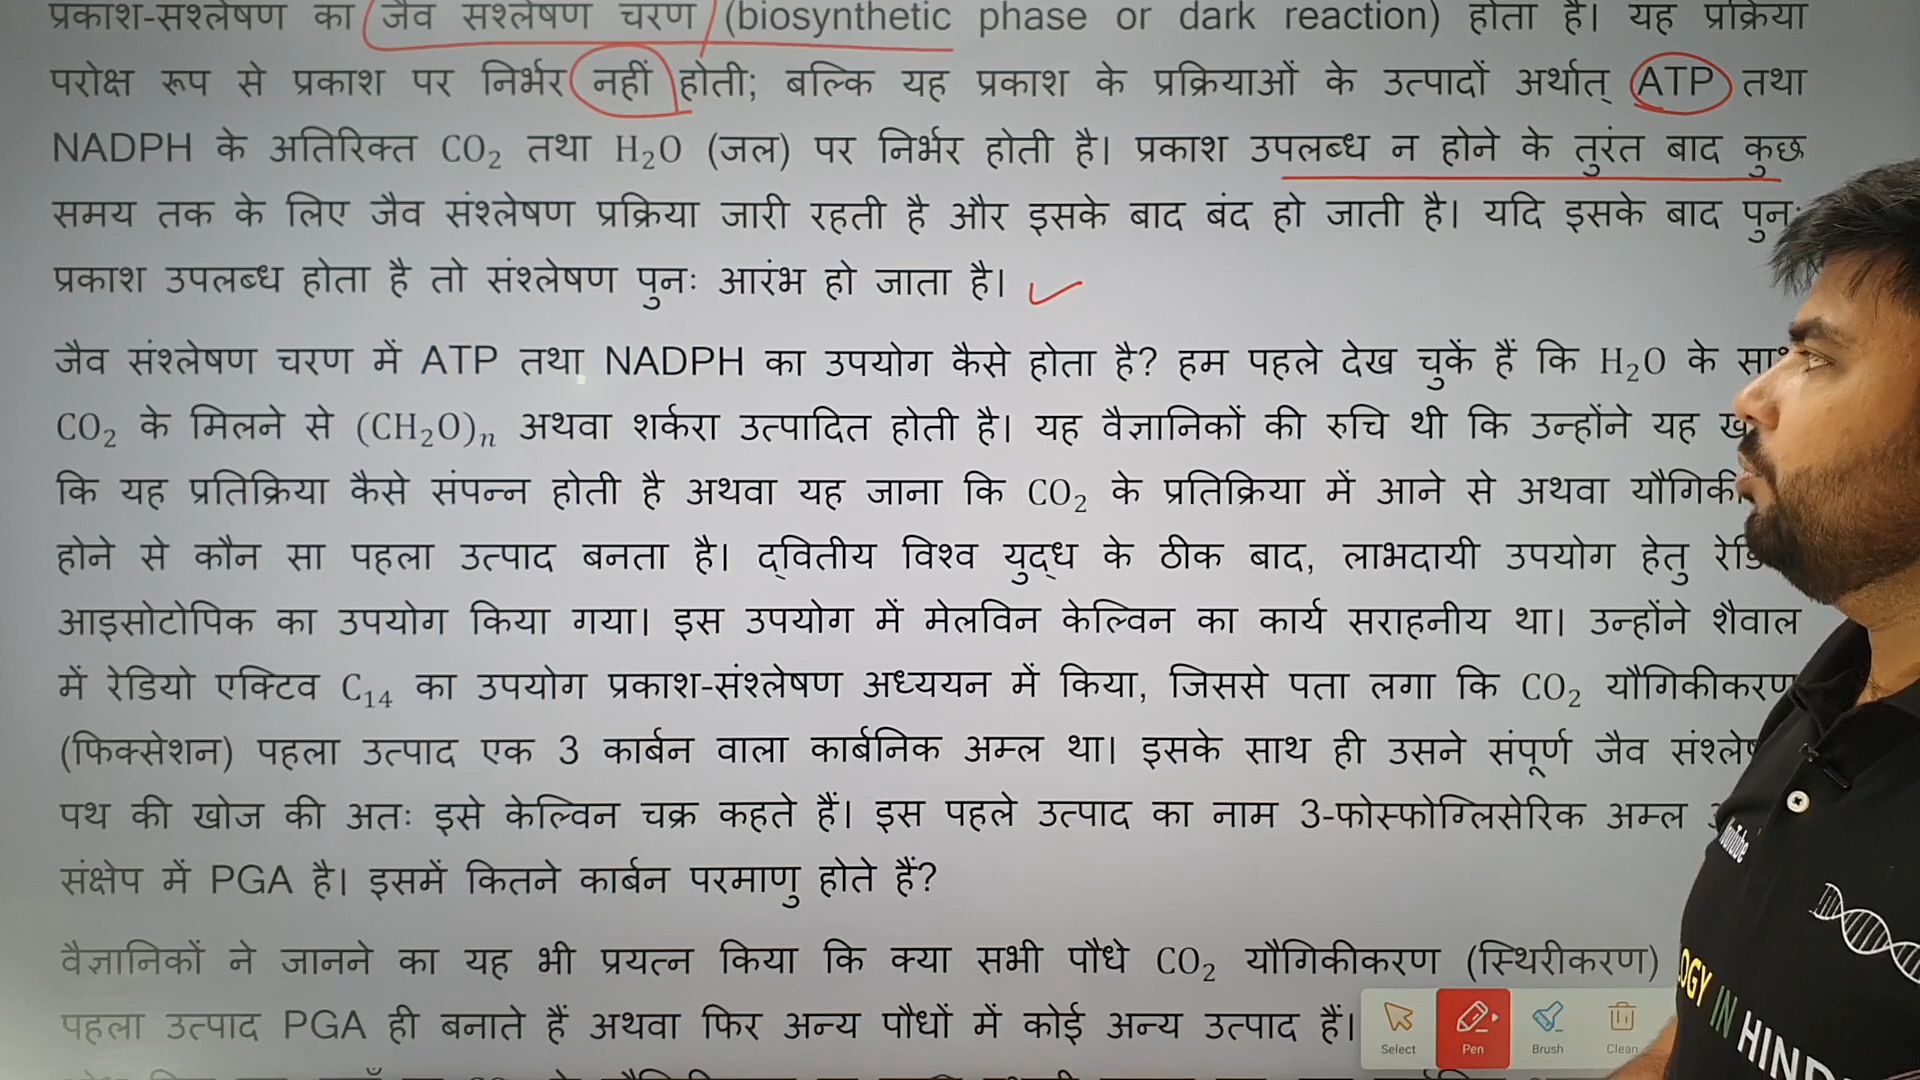 प्रकाश-संश्लेषण का जैव संश्लेषण चरण (biosynthetic phase or dark reaction) होता है। यह प्रक्रिया
परोक्ष रूप से प्रकाश पर निर्भर नहीं होती; बल्कि यह प्रकाश के प्रक्रियाओं के उत्पादों अर्थात् ATP तथा
NADPH के अतिरिक्त CO₂ तथा H₂O (जल) पर निर्भर होती है। प्रकाश उपलब्ध न होने के तुरंत बाद कुछ
समय तक के लिए जैव संश्लेषण प्रक्रिया जारी रहती है और इसके बाद बंद हो जाती है। यदि इसके बाद पुनः
प्रकाश उपलब्ध होता है तो संश्लेषण पुनः आरंभ हो जाता है।
जैव संश्लेषण चरण में ATP तथा NADPH का उपयोग कैसे होता है? हम पहले देख चुकें हैं कि H₂O के
CO₂ के मिलने से (CH₂O)ₙ अथवा शर्करा उत्पादित होती है। यह वैज्ञानिकों की रुचि थी कि उन्होंने यह
कि यह प्रतिक्रिया कैसे संपन्न होती है अथवा यह जाना कि CO₂ के प्रतिक्रिया में आने से अथवा
होने से कौन सा पहला उत्पाद बनता है। द्वितीय विश्व युद्ध के ठीक बाद, लाभदायी उपयोग हेतु
आइसोटोपिक का उपयोग किया गया। इस उपयोग में मेलविन केल्विन का कार्य सराहनीय था। उन्होंने शैवाल
में रेडियो एक्टिव C₁₄ का उपयोग प्रकाश-संश्लेषण अध्ययन में किया, जिससे पता लगा कि CO₂ यौगिकीकरण
(फिक्सेशन) पहला उत्पाद एक 3 कार्बन वाला कार्बनिक अम्ल था। इसके साथ ही उसने संपूर्ण जैव
पथ की खोज की अतः इसे केल्विन चक्र कहते हैं। इस पहले उत्पाद का नाम 3-फोस्फोग्लिसेरिक अम्ल
संक्षेप में PGA है। इसमें कितने कार्बन परमाणु होते हैं?
वैज्ञानिकों ने जानने का यह भी प्रयत्न किया कि क्या सभी पौधे CO₂ यौगिकीकरण (स्थिरीकरण)
पहला उत्पाद PGA ही बनाते हैं अथवा फिर अन्य पौधों में कोई अन्य उत्पाद हैं।
Select Pen Brush Clean
YouTube
OGY IN HIND